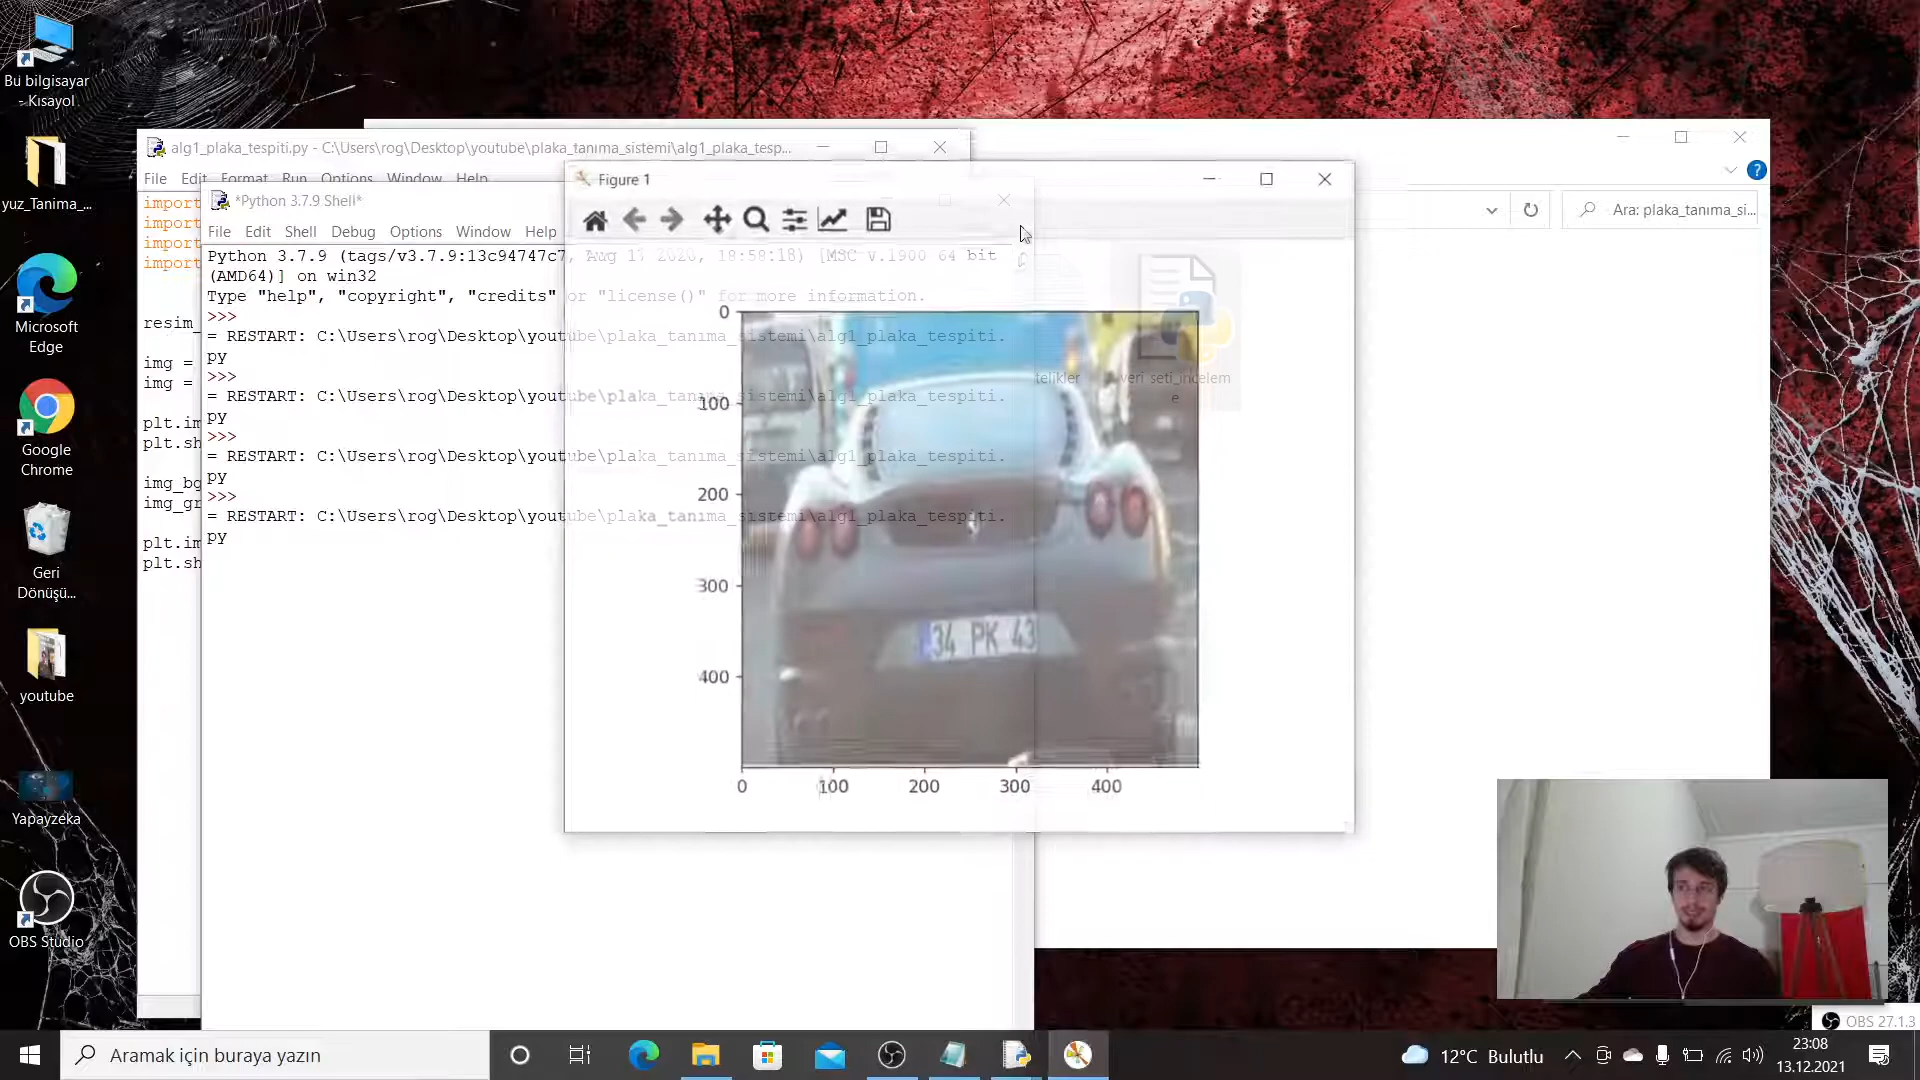 Bu bilgisayar
- Kısayol
yuz_Tanima_...
Microsoft
Edge
Google
Chrome
Geri
Dönüşü...
youtube
Yapayzeka
OBS Studio
alg1_plaka_tespiti.py - C:\Users\rog\Desktop\youtube\plaka_tanıma_sistemi\alg1_plaka_tesp...
File Edit Format Run Options Window Help
import
import
import
import
resim_
img =
img =
plt.im
plt.sh
img_bg
img_gr
plt.im
plt.sh
*Python 3.7.9 Shell*
File Edit Shell Debug Options Window Help
Python 3.7.9 (tags/v3.7.9:13c94747c7, Aug 17 2020, 18:58:18) [MSC v.1900 64 bit
(AMD64)] on win32
Type "help", "copyright", "credits" or "license()" for more information.
>>>
= RESTART: C:\Users\rog\Desktop\youtube\plaka_tanıma_sistemi\alg1_plaka_tespiti.
py
>>>
= RESTART: C:\Users\rog\Desktop\youtube\plaka_tanıma_sistemi\alg1_plaka_tespiti.
py
>>>
= RESTART: C:\Users\rog\Desktop\youtube\plaka_tanıma_sistemi\alg1_plaka_tespiti.
py
>>>
= RESTART: C:\Users\rog\Desktop\youtube\plaka_tanıma_sistemi\alg1_plaka_tespiti.
py
Figure 1
0
100
200
300
400
34 PK 43
0 100 200 300 400
Ara: plaka_tanıma_si...
telikler
veri seti_incelem
e
OBS 27.1.3
Aramak için buraya yazın
12°C Bulutlu
23:08
13.12.2021